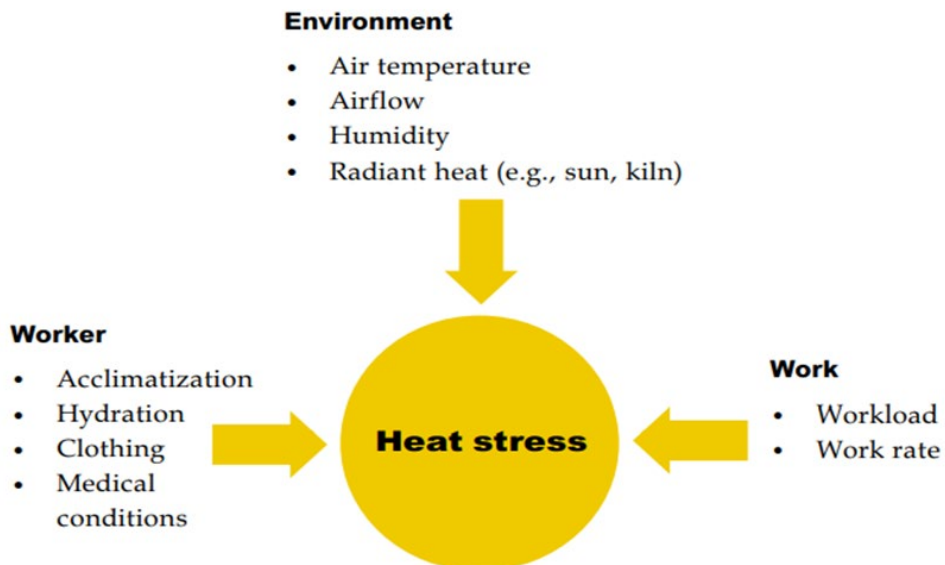 Environment
• Air temperature
• Airflow
• Humidity
• Radiant heat (e.g., sun, kiln)
Worker
• Acclimatization
• Hydration
• Clothing
• Medical
conditions
Heat stress
Work
• Workload
• Work rate